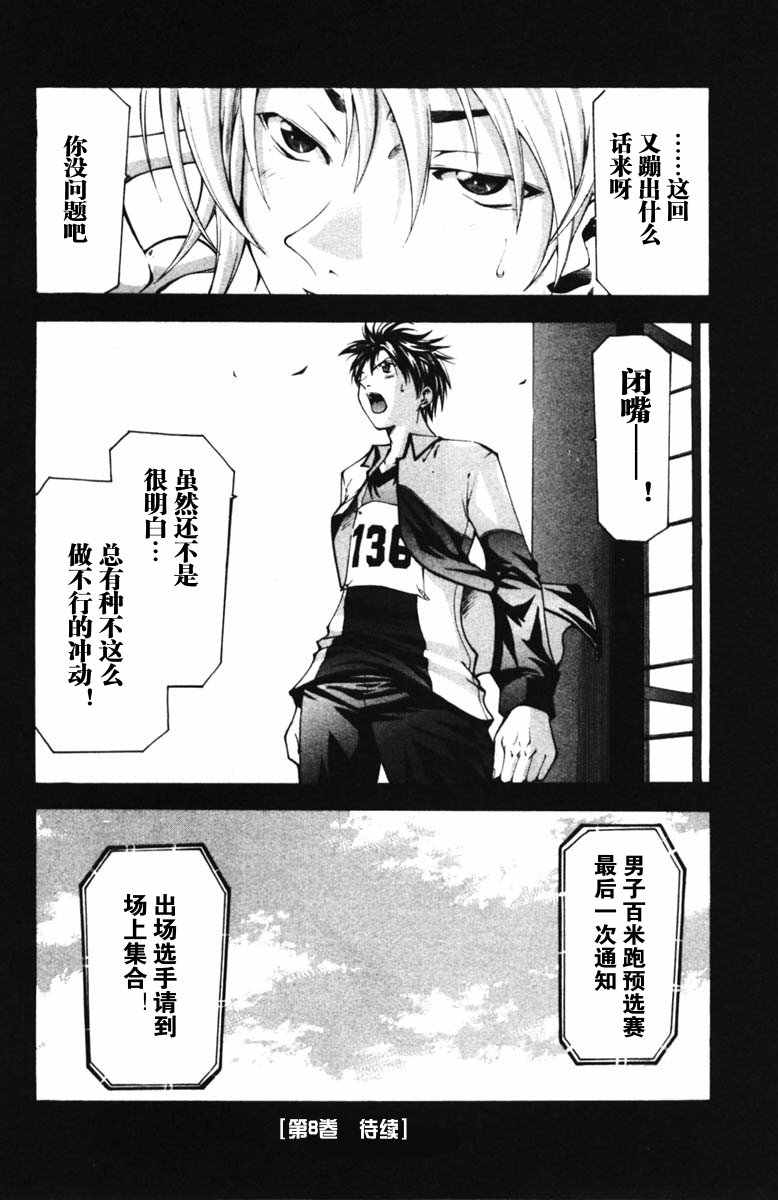 ……这回
又蹦出什么
话来呀
你没问题吧
闭嘴——！
虽然还不是
很明白…
总有种不这么
做不行的冲动！
136
男子百米跑预选赛
最后一次通知
出场选手请到
场上集合！
[第8卷 待续]